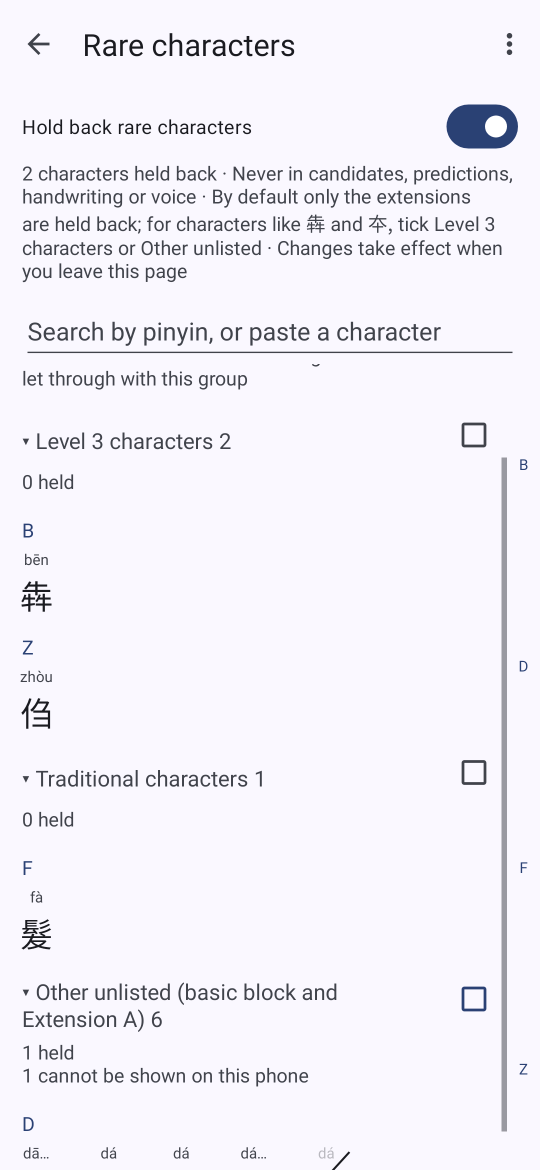 Rare characters
Hold back rare characters
2 characters held back · Never in candidates, predictions,
handwriting or voice · By default only the extensions
are held back; for characters like 犇 and 夲, tick Level 3
characters or Other unlisted · Changes take effect when
you leave this page
Search by pinyin, or paste a character
let through with this group
▾ Level 3 characters 2
0 held
B
B
bēn
犇
Z
D
zhòu
㑇
▾ Traditional characters 1
0 held
F
F
fà
髮
▾ Other unlisted (basic block and
Extension A) 6
1 held
1 cannot be shown on this phone
Z
D
dā... dá dá dá... dá